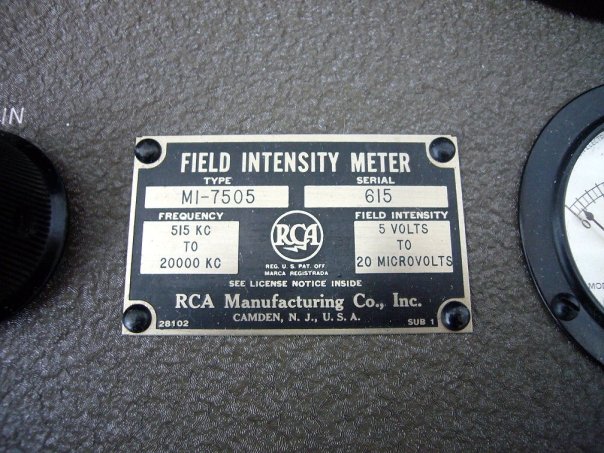 IN
FIELD INTENSITY METER
TYPE SERIAL
MI-7505 615
FREQUENCY FIELD INTENSITY
515 KC 5 VOLTS
TO TO
20000 KC 20 MICROVOLTS
RCA
REG. U. S. PAT. OFF
MARCA REGISTRADA
SEE LICENSE NOTICE INSIDE
RCA Manufacturing Co., Inc.
CAMDEN, N. J., U. S. A.
28102 SUB 1
0
MOD